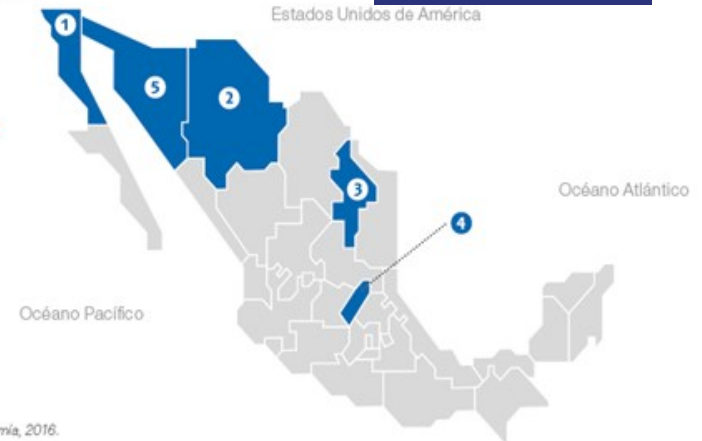 Estados Unidos de América
1
5
2
3
Océano Atlántico
4
Océano Pacífico
mía, 2016.